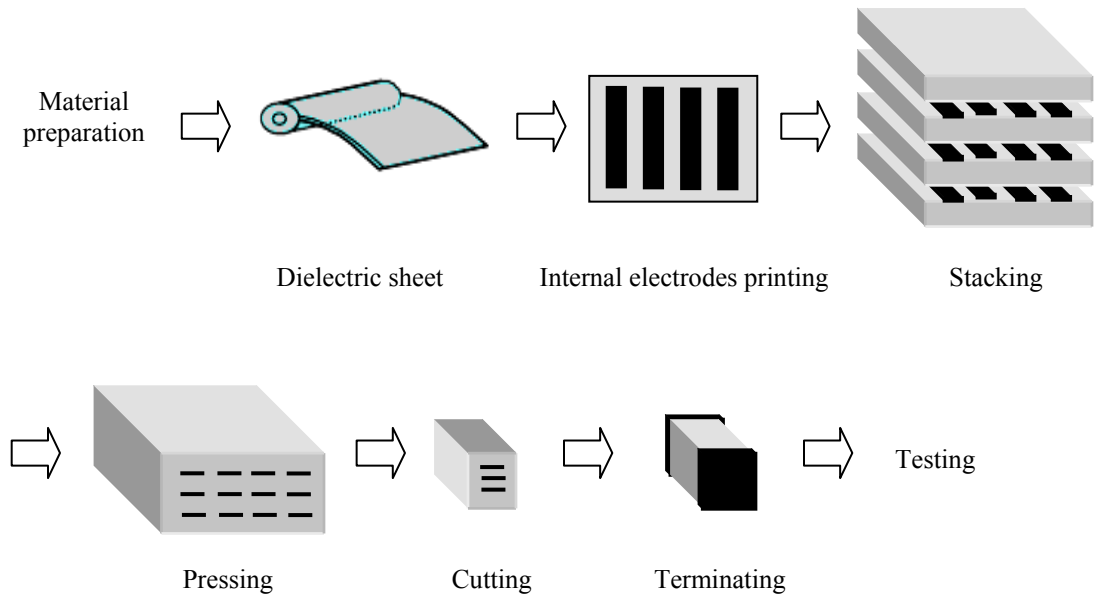 Material
preparation
Dielectric sheet
Internal electrodes printing
Stacking
Testing
Pressing
Cutting
Terminating